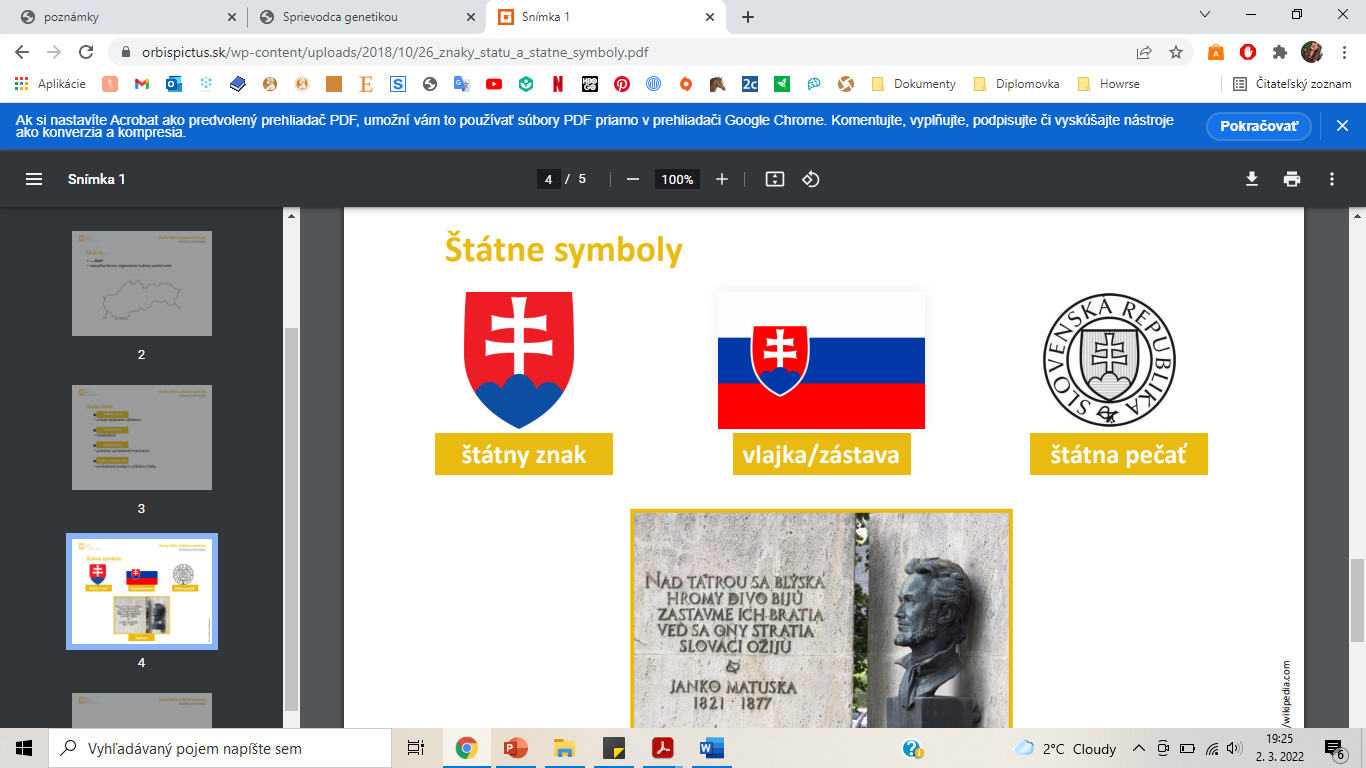 poznámky
Sprievodca genetikou
Snímka 1
orbispictus.sk/wp-content/uploads/2018/10/26_znaky_statu_a_statne_symboly.pdf
Aplikácie
Dokumenty
Diplomovka
Howrse
Čitateľský zoznam
Ak si nastavíte Acrobat ako predvolený prehliadač PDF, umožní vám to používať súbory PDF priamo v prehliadači Google Chrome. Komentujte, vyplňujte, podpisujte či vyskúšajte nástroje
ako konverzia a kompresia.
Pokračovať
Snímka 1
4 / 5
100%
2
3
4
Štátne symboly
SLOVENSKÁ REPUBLIKA
štátny znak
vlajka/zástava
štátna pečať
NAD TATROU SA BLÝSKA
HROMY DIVO BIJÚ
ZASTAVME ICH BRATIA
VEĎ SA ONY STRATIA
SLOVÁCI OŽIJÚ
JANKO MATÚŠKA
1821 1877
/wikipedia.com
Vyhľadávaný pojem napíšte sem
2°C Cloudy
19:25
2. 3. 2022
6